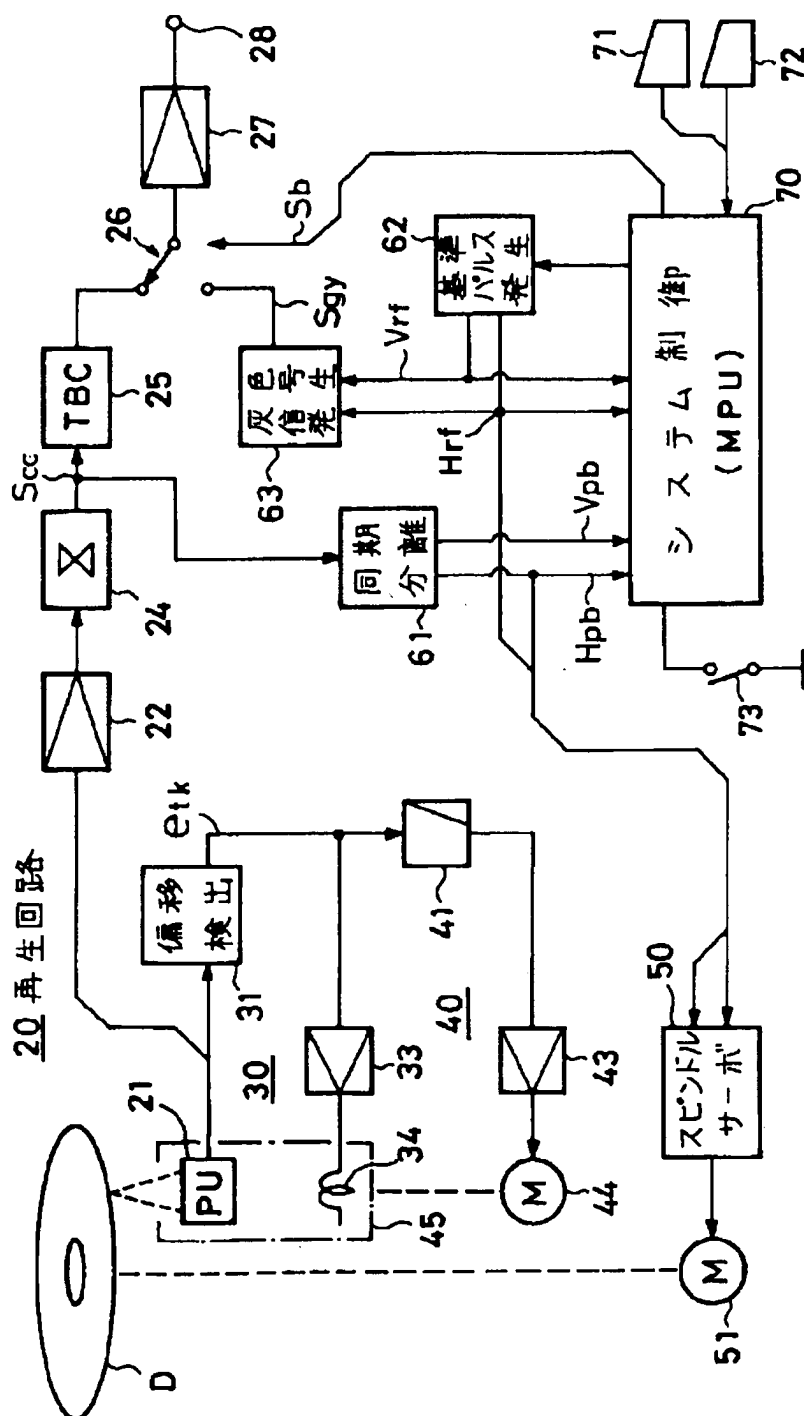 20 再生回路
D
PU
21
22
24
Scc
TBC
25
26
27
28
偏移
検出
31
etk
30
33
34
45
40
41
43
M
44
スピンドル
サーボ
50
M
51
同期
分離
61
灰色
信号
発生
63
Sgy
Sb
基準
パルス
発生
62
Vrf
Hrf
Vpb
Hpb
システム制御
(MPU)
70
71
72
73